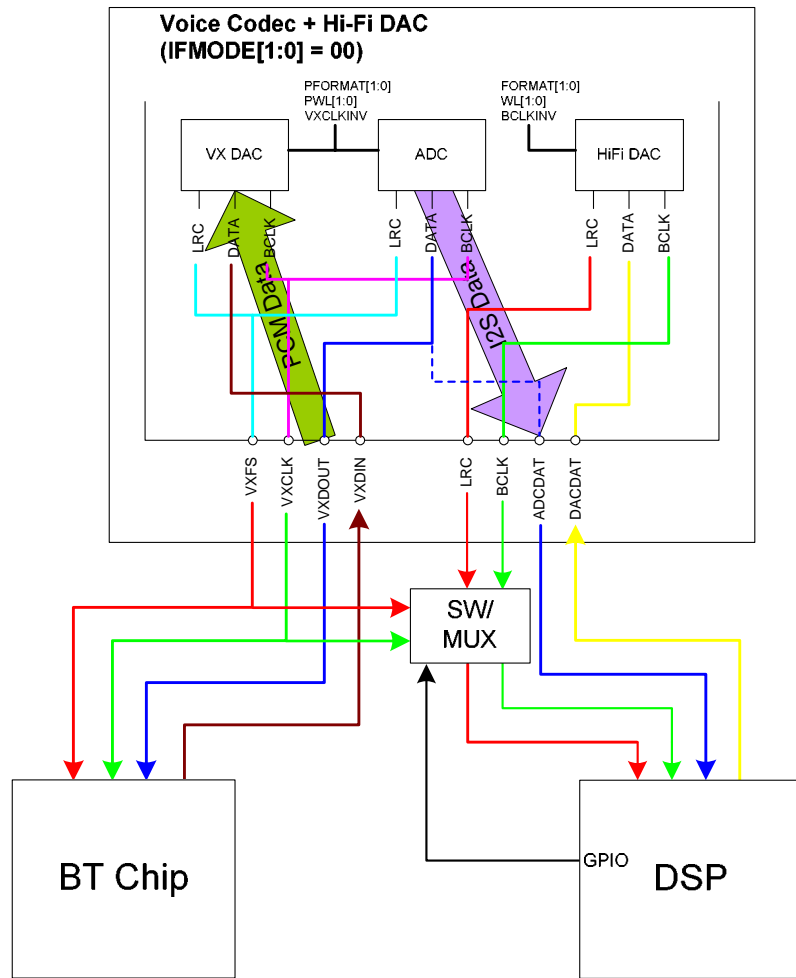 Voice Codec + Hi-Fi DAC
(IFMODE[1:0] = 00)
PFORMAT[1:0]
PWL[1:0]
VXCLKINV
FORMAT[1:0]
WL[1:0]
BCLKINV
VX DAC
ADC
HiFi DAC
LRC
DATA
BCLK
LRC
DATA
BCLK
LRC
DATA
BCLK
PCM Data
I2S Data
VXFS
VXCLK
VXDOUT
VXDIN
LRC
BCLK
ADCDAT
DACDAT
SW/
MUX
BT Chip
GPIO
DSP